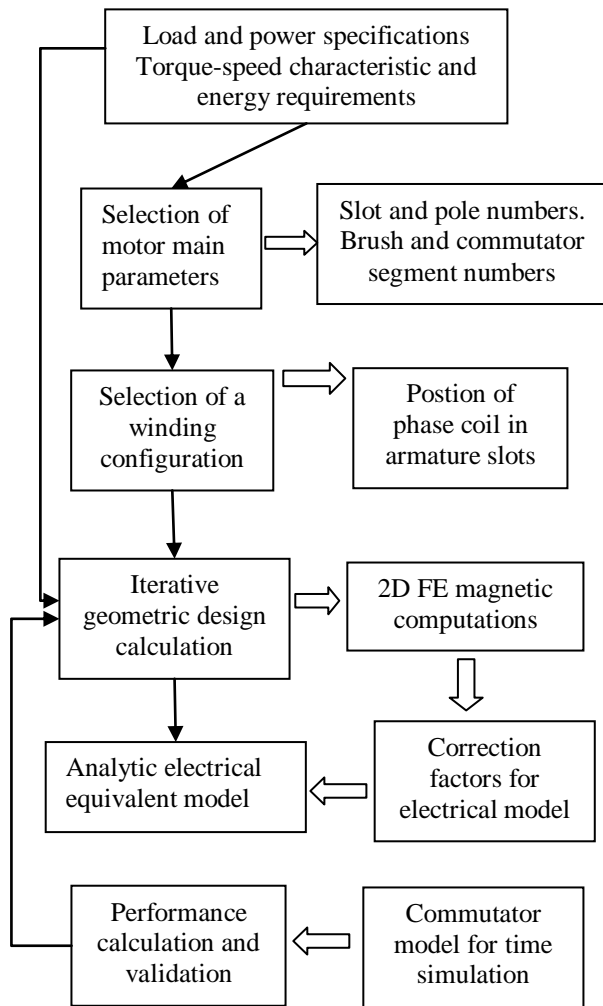 Load and power specifications
Torque-speed characteristic and
energy requirements
Selection of
motor main
parameters
Slot and pole numbers.
Brush and commutator
segment numbers
Selection of a
winding
configuration
Postion of
phase coil in
armature slots
Iterative
geometric design
calculation
2D FE magnetic
computations
Analytic electrical
equivalent model
Correction
factors for
electrical model
Performance
calculation and
validation
Commutator
model for time
simulation